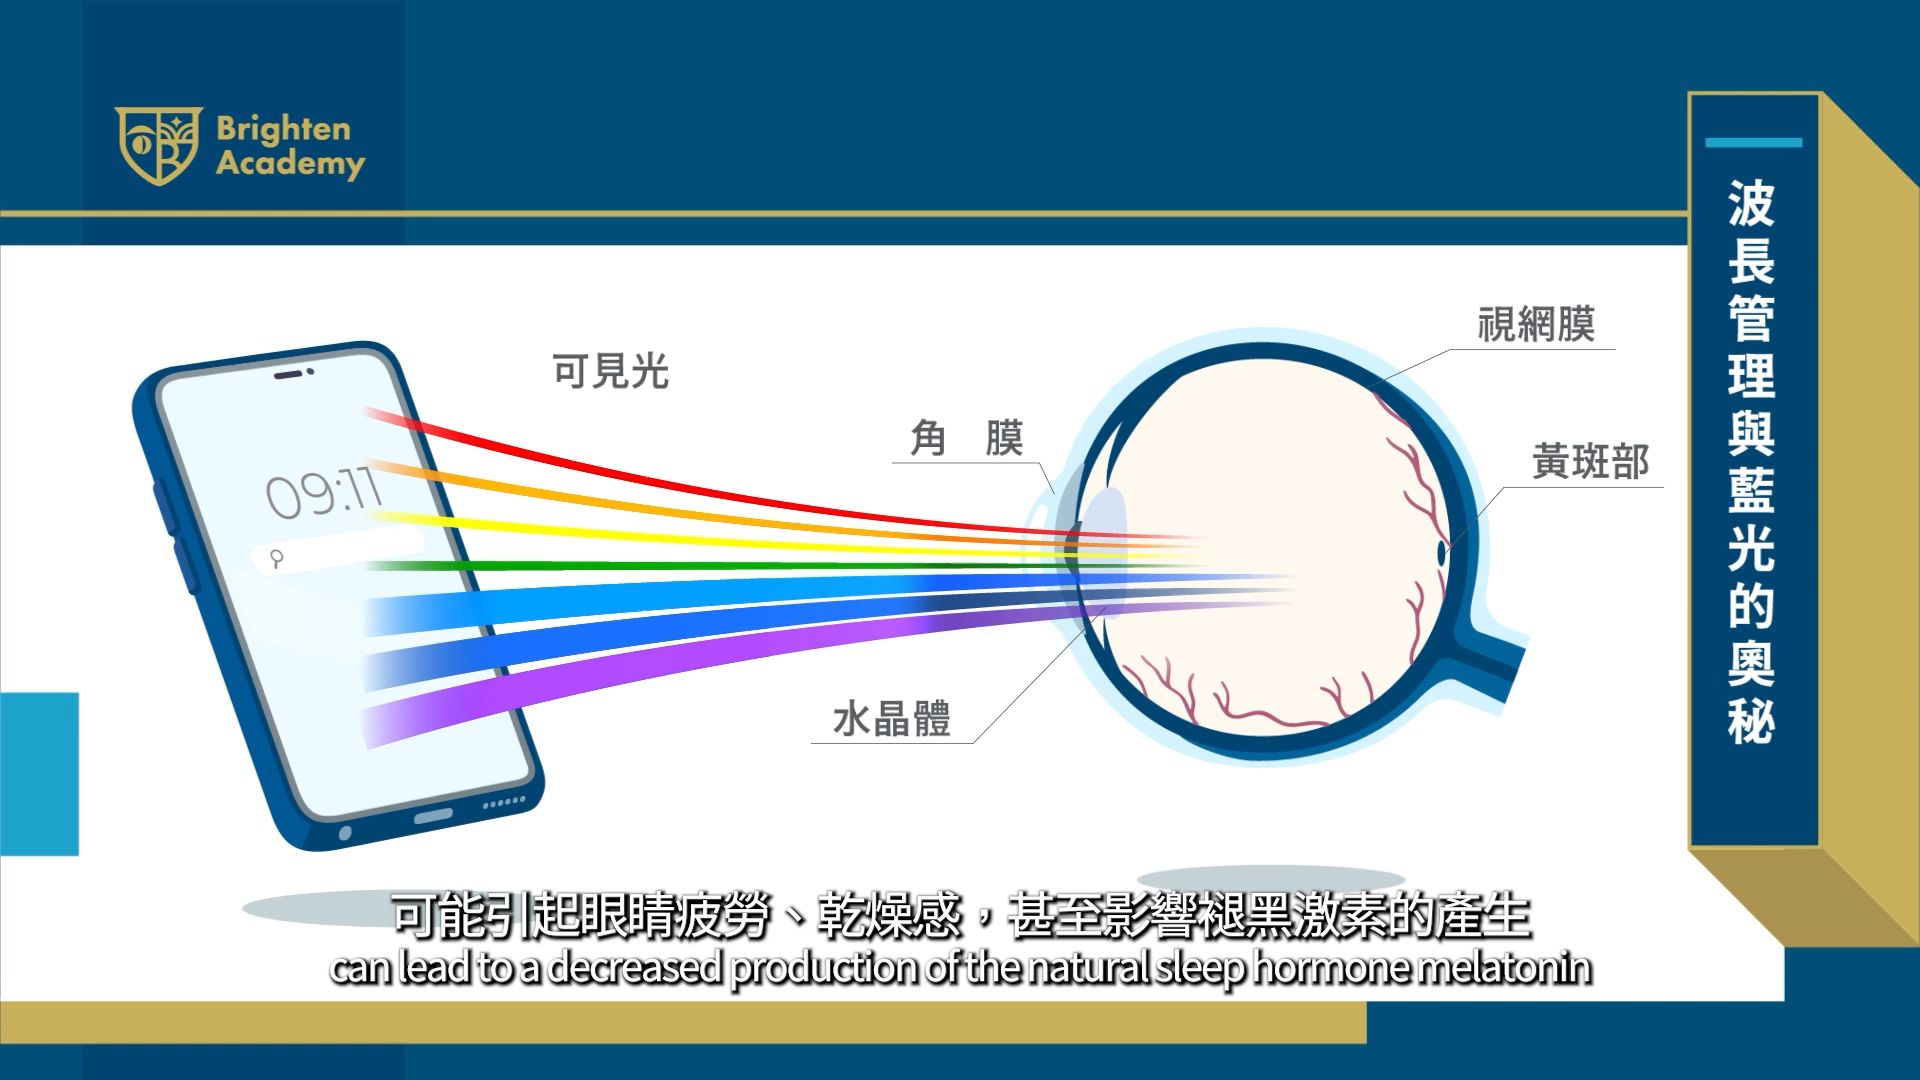 Brighten
Academy
波長管理與藍光的奧秘
可見光
視網膜
角 膜
黃斑部
09:11
水晶體
可能引起眼睛疲勞、乾燥感，甚至影響褪黑激素的產生
can lead to a decreased production of the natural sleep hormone melatonin